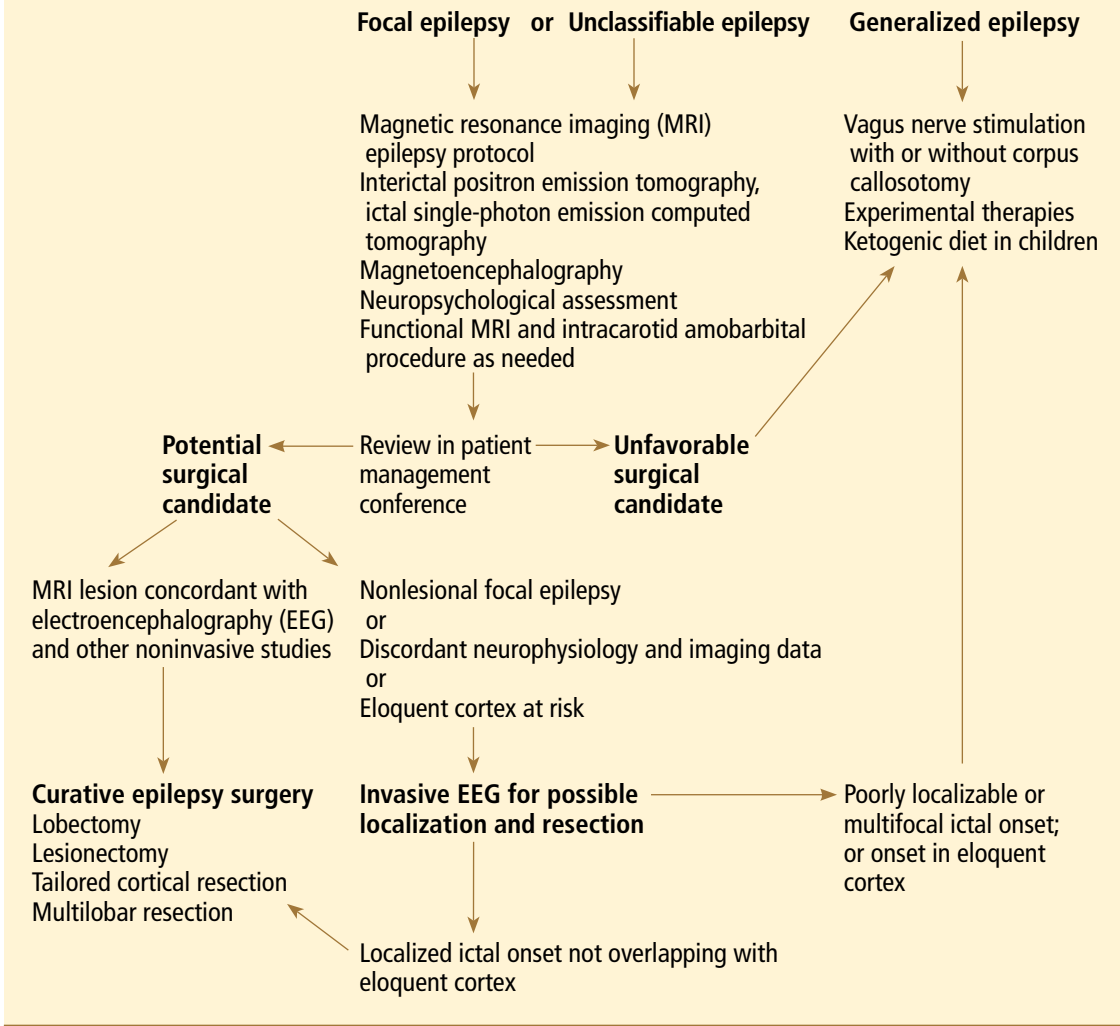 Focal epilepsy or Unclassifiable epilepsy
Generalized epilepsy
Magnetic resonance imaging (MRI)
epilepsy protocol
Interictal positron emission tomography,
ictal single-photon emission computed
tomography
Magnetoencephalography
Neuropsychological assessment
Functional MRI and intracarotid amobarbital
procedure as needed
Vagus nerve stimulation
with or without corpus
callosotomy
Experimental therapies
Ketogenic diet in children
Potential
surgical
candidate
Review in patient
management
conference
Unfavorable
surgical
candidate
MRI lesion concordant with
electroencephalography (EEG)
and other noninvasive studies
Nonlesional focal epilepsy
or
Discordant neurophysiology and imaging data
or
Eloquent cortex at risk
Curative epilepsy surgery
Lobectomy
Lesionectomy
Tailored cortical resection
Multilobar resection
Invasive EEG for possible
localization and resection
Poorly localizable or
multifocal ictal onset;
or onset in eloquent
cortex
Localized ictal onset not overlapping with
eloquent cortex